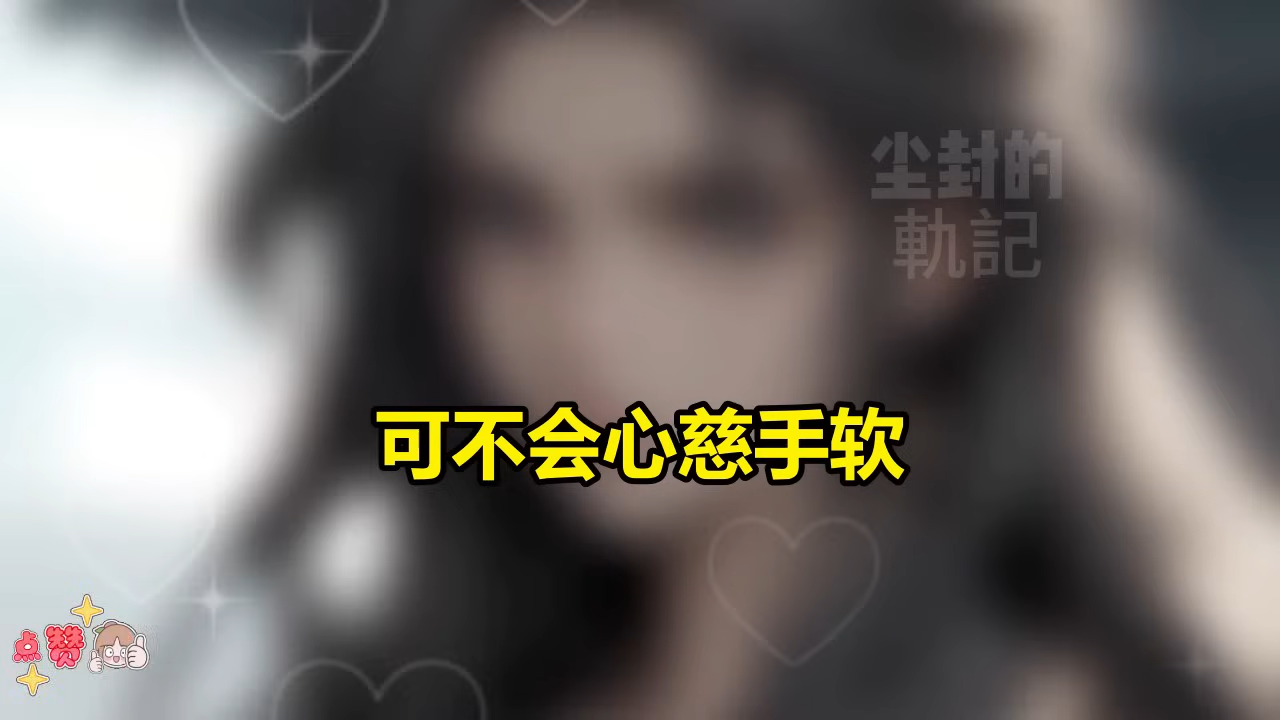 尘封的
軌記
可不会心慈手软
点赞